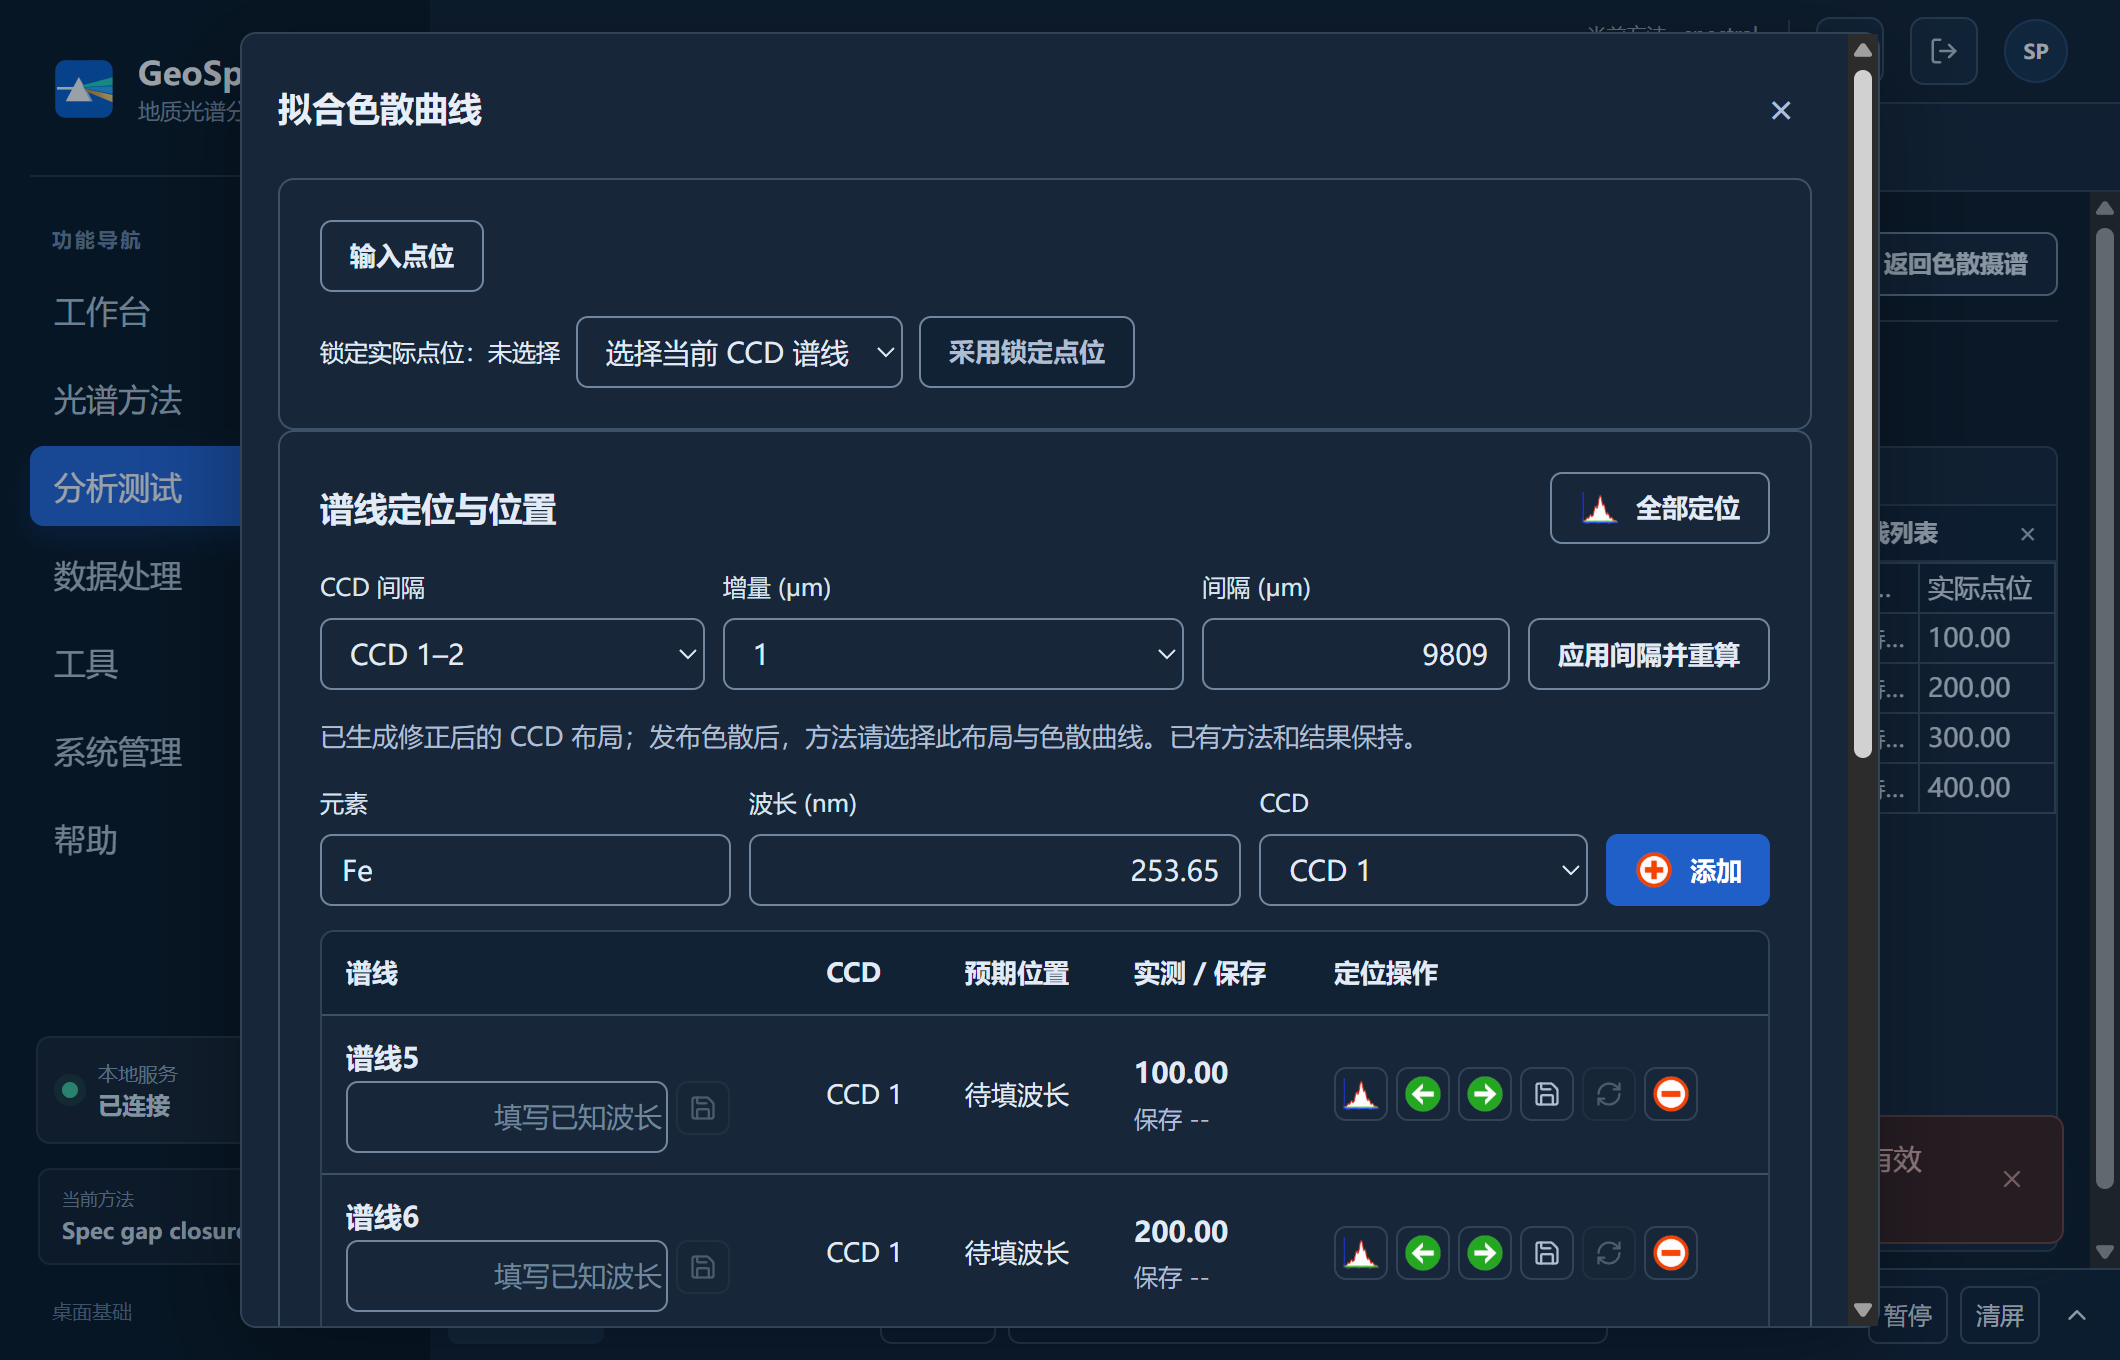 GeoSp
地质光谱分
SP
功能导航
工作台
光谱方法
分析测试
数据处理
工具
系统管理
帮助
本地服务
已连接
当前方法
Spec gap closure
桌面基础
拟合色散曲线
输入点位
锁定实际点位：未选择
选择当前 CCD 谱线
采用锁定点位
谱线定位与位置
全部定位
CCD 间隔
增量 (μm)
间隔 (μm)
CCD 1–2
1
9809
应用间隔并重算
已生成修正后的 CCD 布局；发布色散后，方法请选择此布局与色散曲线。已有方法和结果保持。
元素
波长 (nm)
CCD
Fe
253.65
CCD 1
添加
谱线 CCD 预期位置 实测 / 保存 定位操作
谱线5
填写已知波长
CCD 1
待填波长
100.00
保存 --
谱线6
填写已知波长
CCD 1
待填波长
200.00
保存 --
返回色散摄谱
列表
... 实际点位
... 100.00
... 200.00
... 300.00
... 400.00
有效
暂停
清屏